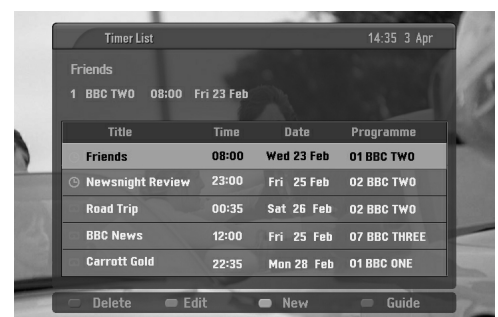 Timer List 14:35 3 Apr
Friends
1 BBC TWO 08:00 Fri 23 Feb
Title Time Date Programme
Friends 08:00 Wed 23 Feb 01 BBC TWO
Newsnight Review 23:00 Fri 25 Feb 02 BBC TWO
Road Trip 00:35 Sat 26 Feb 02 BBC TWO
BBC News 12:00 Fri 25 Feb 07 BBC THREE
Carrott Gold 22:35 Mon 28 Feb 01 BBC ONE
Delete Edit New Guide